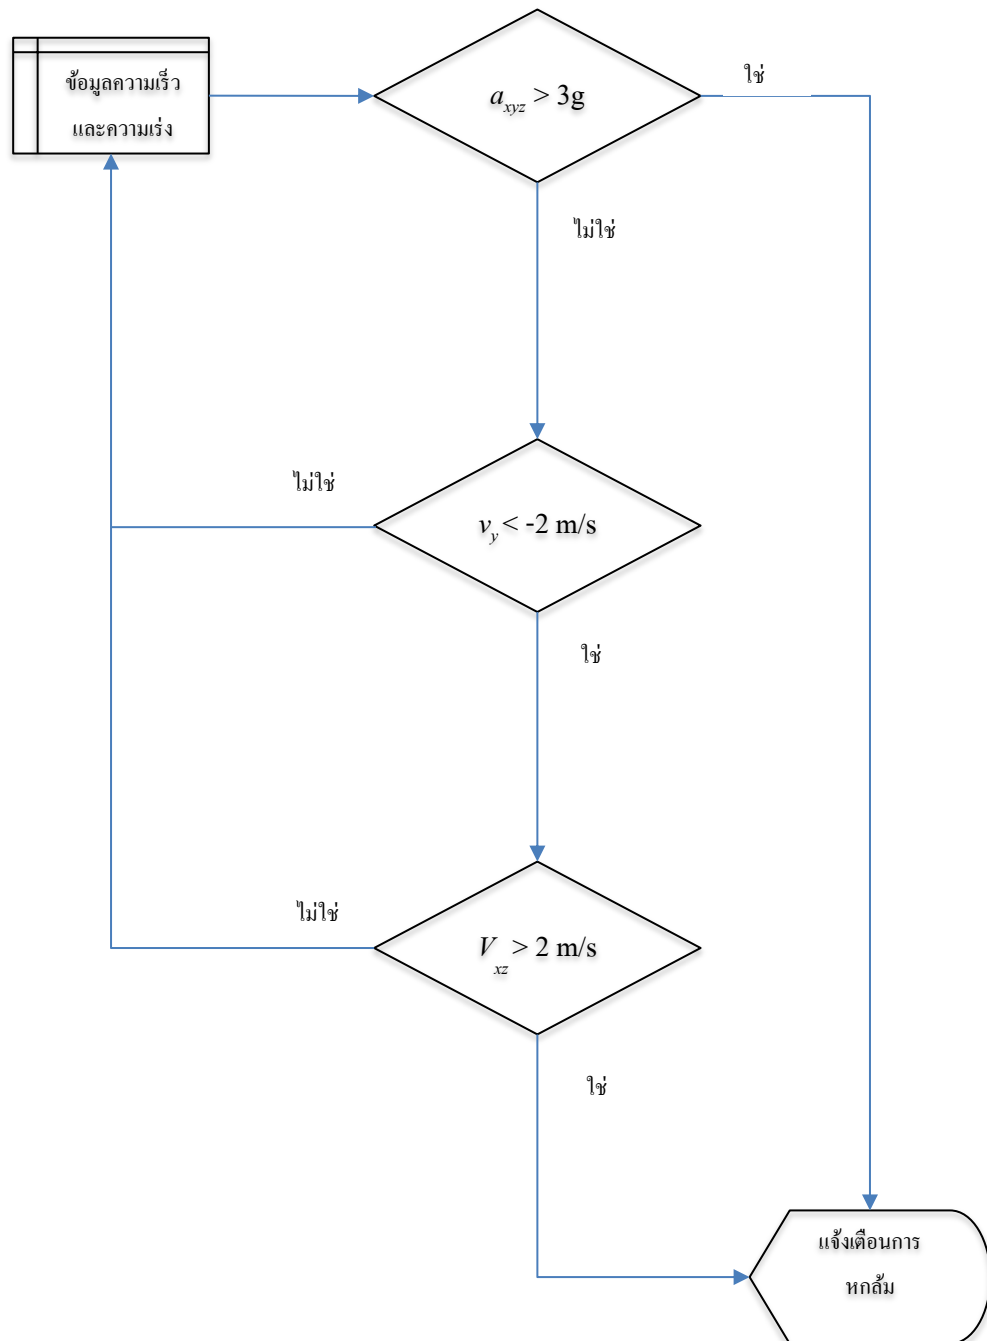 ข้อมูลความเร็ว
และความเร่ง
a_xyz > 3g
ใช่
ไม่ใช่
ไม่ใช่
v_y < -2 m/s
ใช่
ไม่ใช่
V_xz > 2 m/s
ใช่
แจ้งเตือนการ
หกล้ม